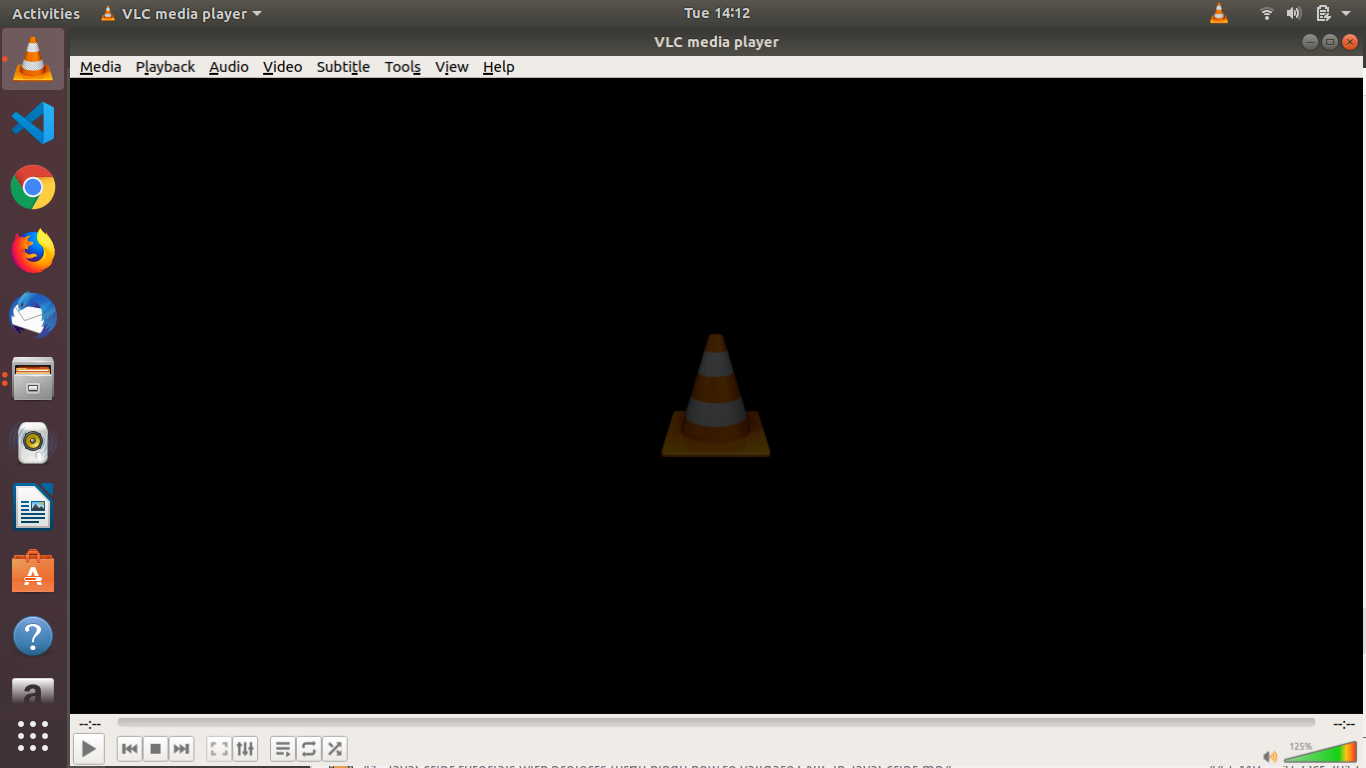 Activities
VLC media player
Tue 14:12
VLC media player
Media Playback Audio Video Subtitle Tools View Help
a
--:--
--:--
125%